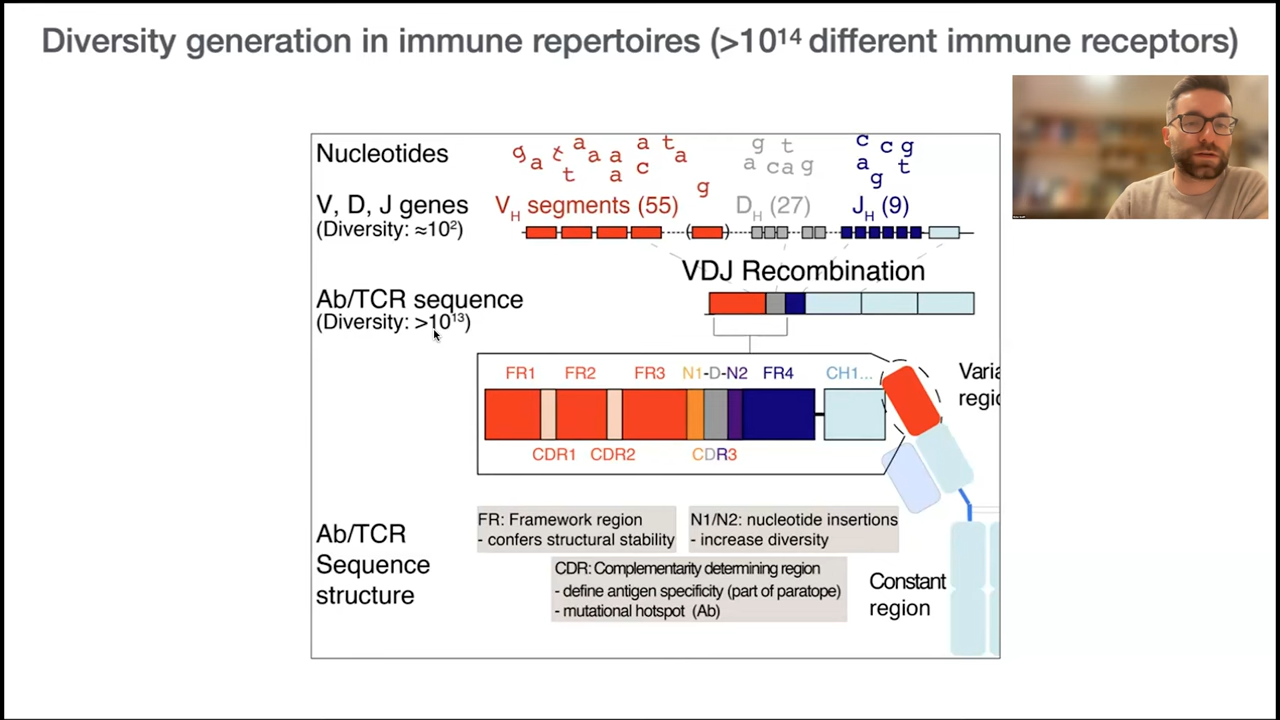 Diversity generation in immune repertoires (>10¹⁴ different immune receptors)
Nucleotides
g a t t a a a a a t c a g
g t a c a g
c c g a t g
V, D, J genes
(Diversity: ≈10²)
V_H segments (55)
D_H (27)
J_H (9)
VDJ Recombination
Ab/TCR sequence
(Diversity: >10¹³)
FR1 FR2 FR3 N1-D-N2 FR4 CH1...
CDR1 CDR2 CDR3
Varia
regio
Ab/TCR
Sequence
structure
FR: Framework region
- confers structural stability
N1/N2: nucleotide insertions
- increase diversity
CDR: Complementarity determining region
- define antigen specificity (part of paratope)
- mutational hotspot (Ab)
Constant
region